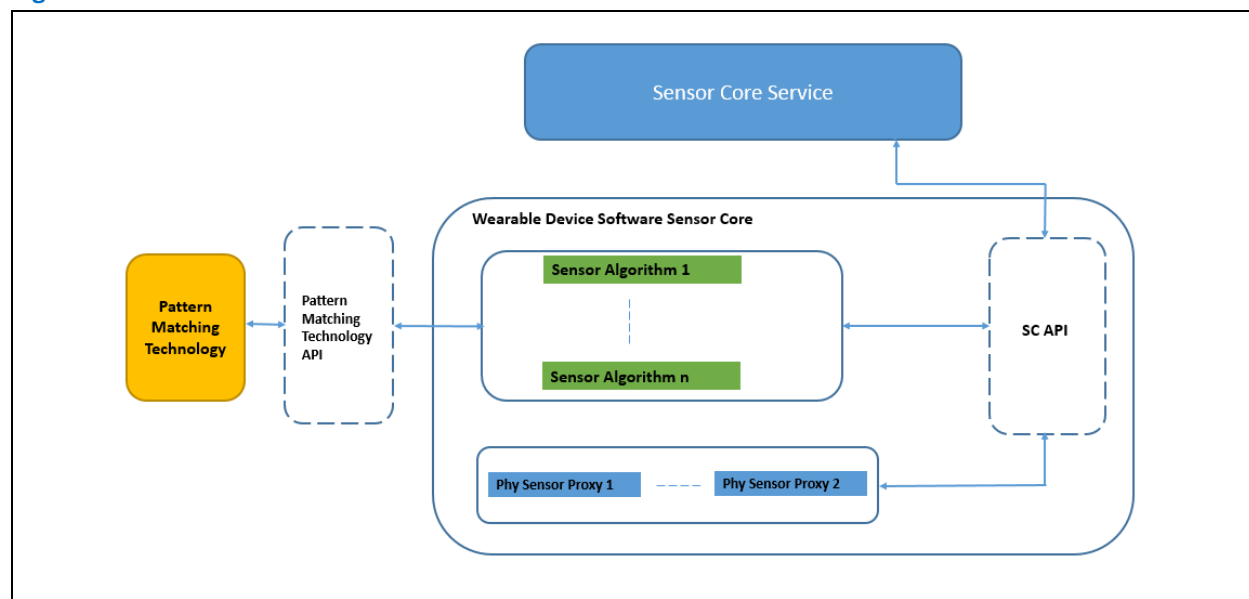 Sensor Core Service
Wearable Device Software Sensor Core
Sensor Algorithm 1
Pattern
Matching
Technology
Pattern
Matching
Technology
API
SC API
Sensor Algorithm n
Phy Sensor Proxy 1
Phy Sensor Proxy 2